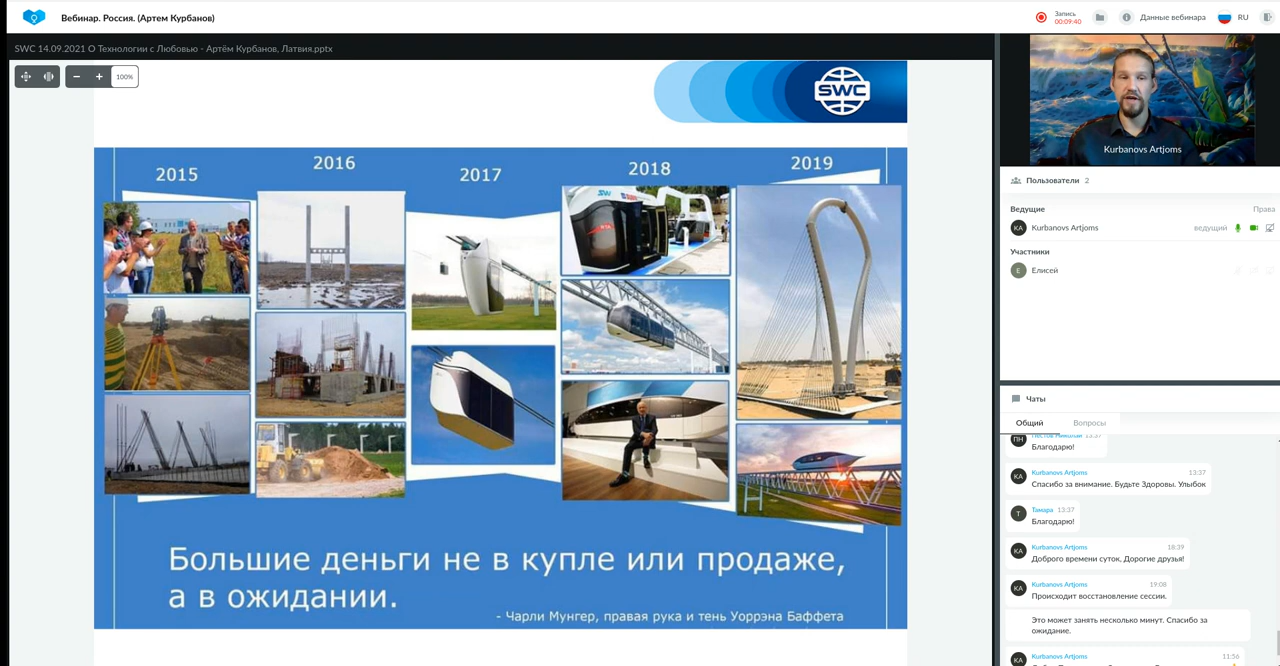 Вебинар. Россия. (Артем Курбанов)
Запись
00:09:40
Данные вебинара
RU
SWC 14.09.2021 О Технологии с Любовью - Артём Курбанов, Латвия.pptx
100%
SWC
2015
2016
2017
2018
2019
Большие деньги не в купле или продаже,
а в ожидании.
- Чарли Мунгер, правая рука и тень Уоррэна Баффета
Kurbanovs Artjoms
Пользователи 2
Ведущие
Права
KA
Kurbanovs Artjoms
ведущий
Участники
Е
Елисей
Чаты
Общий
Вопросы
ПН
13:37
Благодарю!
KA
Kurbanovs Artjoms
13:37
Спасибо за внимание. Будьте Здоровы. Улыбок
Т
Тамара 13:37
Благодарю!
KA
Kurbanovs Artjoms
18:39
Доброго времени суток, Дорогие друзья!
KA
Kurbanovs Artjoms
19:08
Происходит восстановление сессии.
Это может занять несколько минут. Спасибо за
ожидание.
KA
Kurbanovs Artjoms
11:56